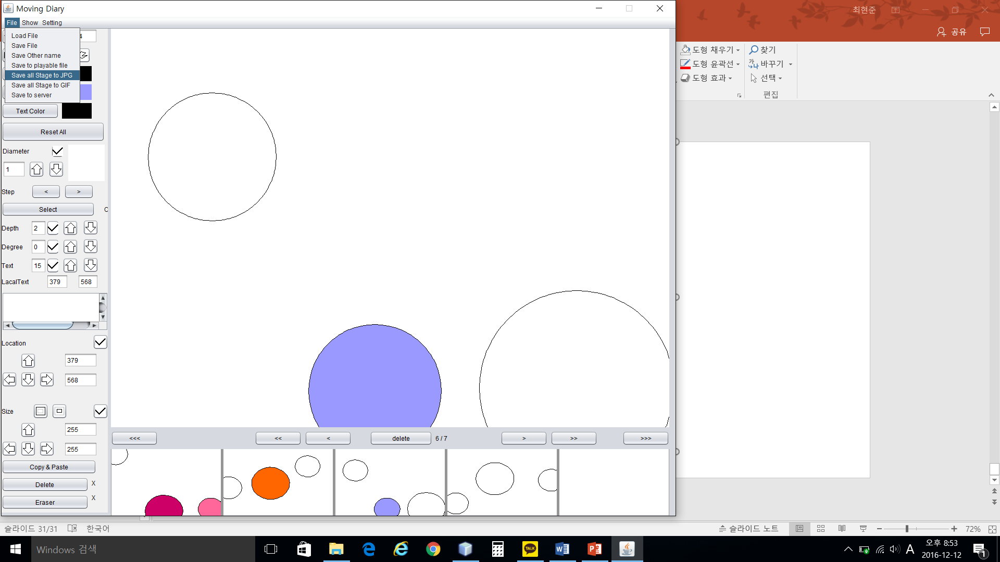 Moving Diary
File Show Setting
Load File
Save File
Save Other name
Save to playable file
Save all Stage to JPG
Save all Stage to GIF
Save to server
4
Text Color
Reset All
Diameter
1
Step < >
Select C
Depth 2
Degree 0
Text 15
LacalText 379 568
Location
379
568
Size
255
255
Copy & Paste
Delete X
Eraser X
<<< << < delete 6 / 7 > >> >>>
최현준
공유
도형 채우기
도형 윤곽선
도형 효과
찾기
바꾸기
선택
편집
슬라이드 31/31 한국어
슬라이드 노트 72%
Windows 검색
TALK
A
오후 8:53
2016-12-12
1